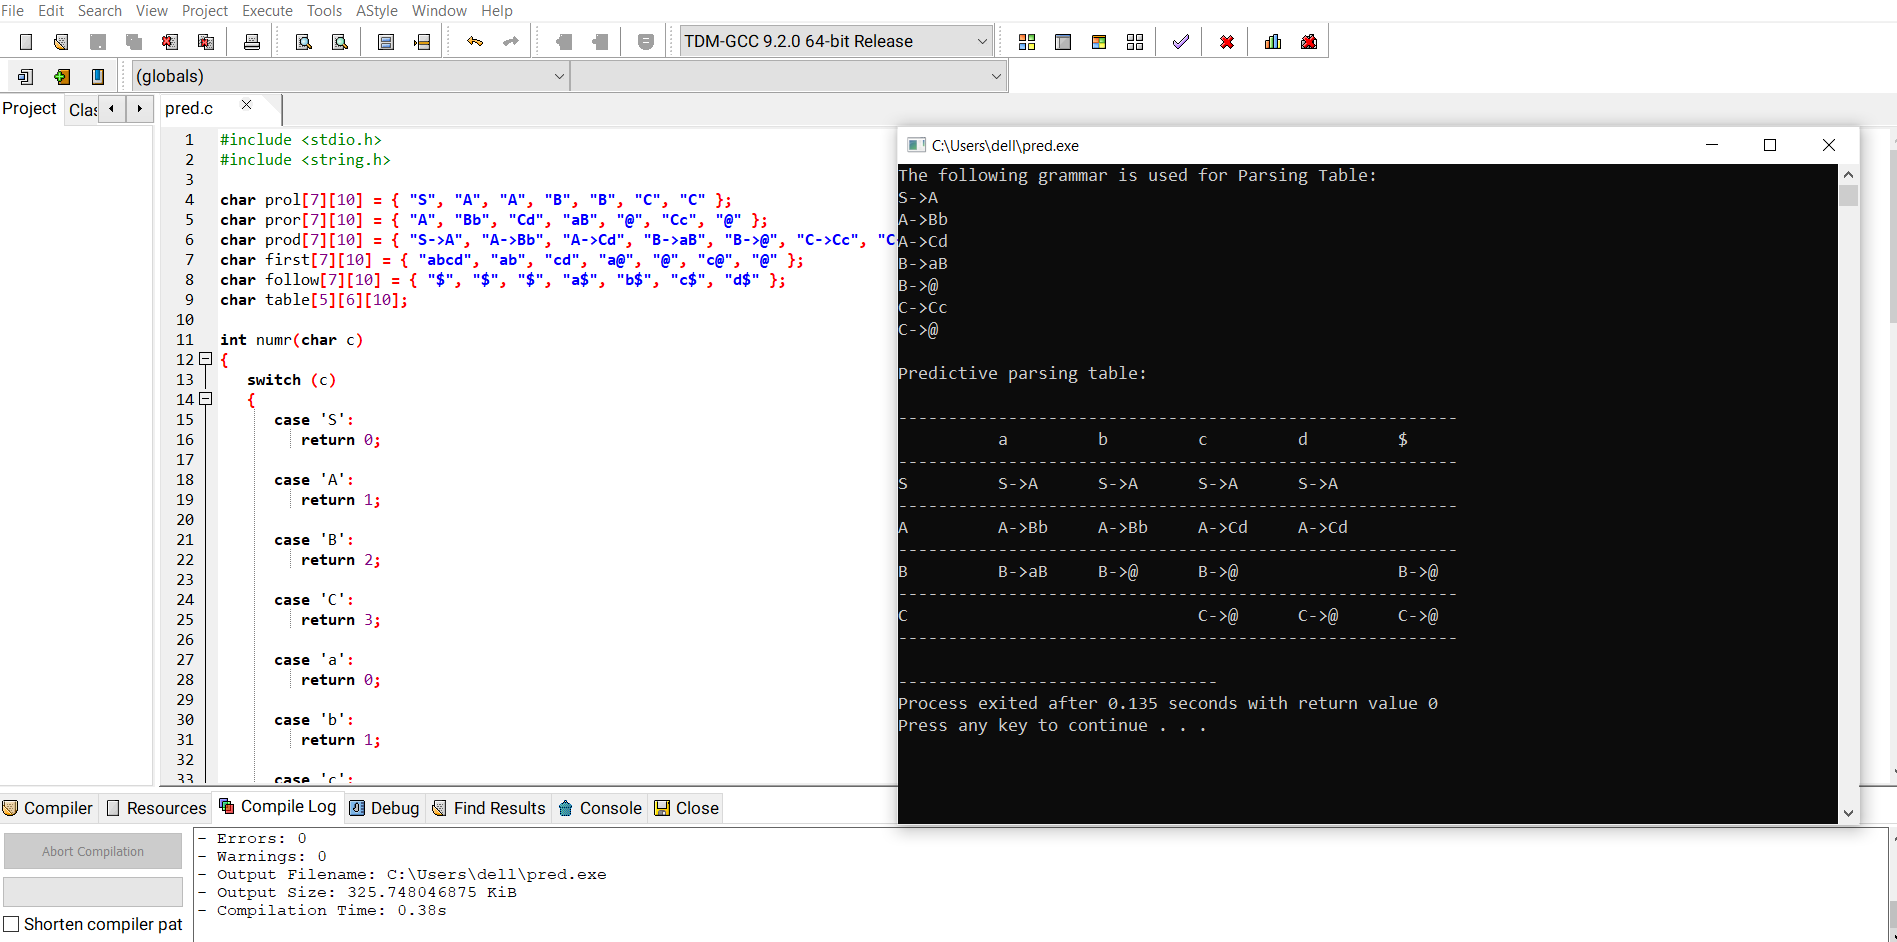 File Edit Search View Project Execute Tools AStyle Window Help
TDM-GCC 9.2.0 64-bit Release
(globals)
Project Clas
pred.c
1 #include <stdio.h>
2 #include <string.h>
3
4 char prol[7][10] = { "S", "A", "A", "B", "B", "C", "C" };
5 char pror[7][10] = { "A", "Bb", "Cd", "aB", "@", "Cc", "@" };
6 char prod[7][10] = { "S->A", "A->Bb", "A->Cd", "B->aB", "B->@", "C->Cc", "C
7 char first[7][10] = { "abcd", "ab", "cd", "a@", "@", "c@", "@" };
8 char follow[7][10] = { "$", "$", "$", "a$", "b$", "c$", "d$" };
9 char table[5][6][10];
10
11 int numr(char c)
12 {
13 switch (c)
14 {
15 case 'S':
16 return 0;
17
18 case 'A':
19 return 1;
20
21 case 'B':
22 return 2;
23
24 case 'C':
25 return 3;
26
27 case 'a':
28 return 0;
29
30 case 'b':
31 return 1;
32
33 case 'c':
C:\Users\dell\pred.exe
The following grammar is used for Parsing Table:
S->A
A->Bb
A->Cd
B->aB
B->@
C->Cc
C->@
Predictive parsing table:
--------------------------------------------------------
a b c d $
--------------------------------------------------------
S S->A S->A S->A S->A
--------------------------------------------------------
A A->Bb A->Bb A->Cd A->Cd
--------------------------------------------------------
B B->aB B->@ B->@ B->@
--------------------------------------------------------
C C->@ C->@ C->@
--------------------------------------------------------
--------------------------------
Process exited after 0.135 seconds with return value 0
Press any key to continue . . .
Compiler Resources Compile Log Debug Find Results Console Close
Abort Compilation
Shorten compiler pat
- Errors: 0
- Warnings: 0
- Output Filename: C:\Users\dell\pred.exe
- Output Size: 325.748046875 KiB
- Compilation Time: 0.38s